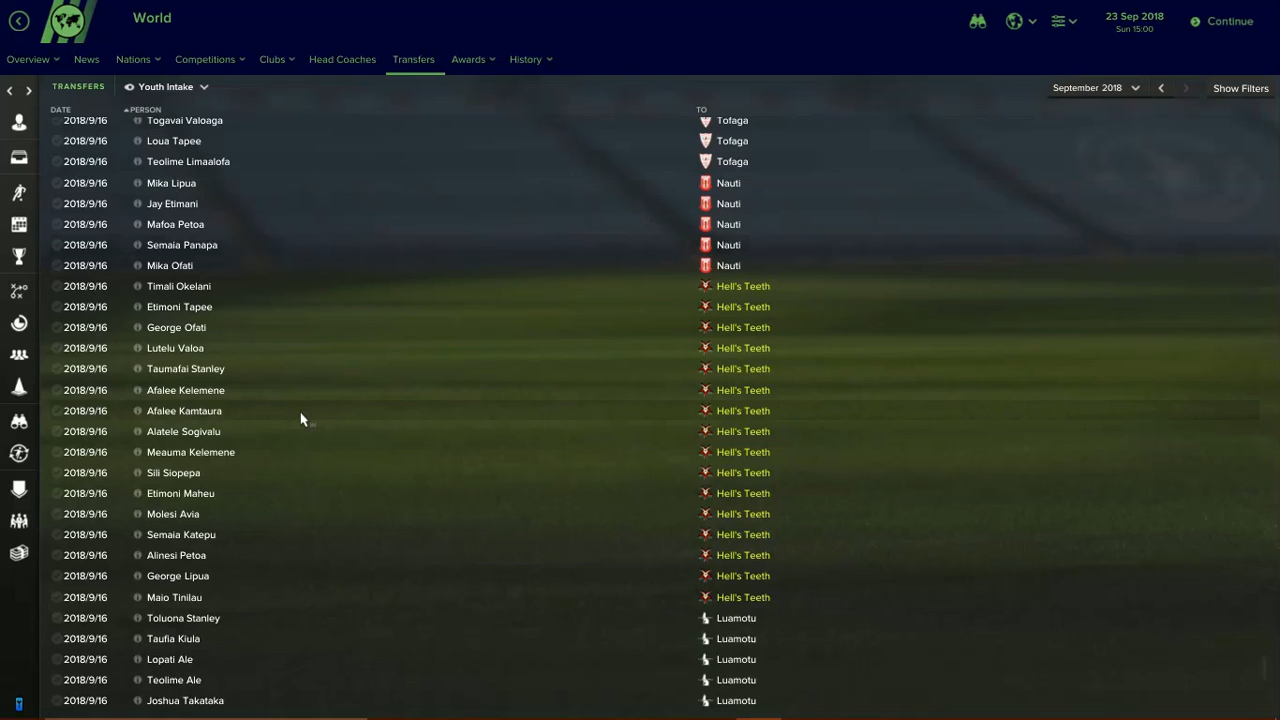 World
23 Sep 2018
Sun 15:00
Continue
Overview
News
Nations
Competitions
Clubs
Head Coaches
Transfers
Awards
History
TRANSFERS
Youth Intake
September 2018
Show Filters
DATE PERSON TO
2018/9/16 Togavai Valoaga Tofaga
2018/9/16 Loua Tapee Tofaga
2018/9/16 Teolime Limaalofa Tofaga
2018/9/16 Mika Lipua Nauti
2018/9/16 Jay Etimani Nauti
2018/9/16 Mafoa Petoa Nauti
2018/9/16 Semaia Panapa Nauti
2018/9/16 Mika Ofati Nauti
2018/9/16 Timali Okelani Hell's Teeth
2018/9/16 Etimoni Tapee Hell's Teeth
2018/9/16 George Ofati Hell's Teeth
2018/9/16 Lutelu Valoa Hell's Teeth
2018/9/16 Taumafai Stanley Hell's Teeth
2018/9/16 Afalee Kelemene Hell's Teeth
2018/9/16 Afalee Kamtaura Hell's Teeth
2018/9/16 Alatele Sogivalu Hell's Teeth
2018/9/16 Meauma Kelemene Hell's Teeth
2018/9/16 Sili Siopepa Hell's Teeth
2018/9/16 Etimoni Maheu Hell's Teeth
2018/9/16 Molesi Avia Hell's Teeth
2018/9/16 Semaia Katepu Hell's Teeth
2018/9/16 Alinesi Petoa Hell's Teeth
2018/9/16 George Lipua Hell's Teeth
2018/9/16 Maio Tinilau Hell's Teeth
2018/9/16 Toluona Stanley Luamotu
2018/9/16 Taufia Kiula Luamotu
2018/9/16 Lopati Ale Luamotu
2018/9/16 Teolime Ale Luamotu
2018/9/16 Joshua Takataka Luamotu